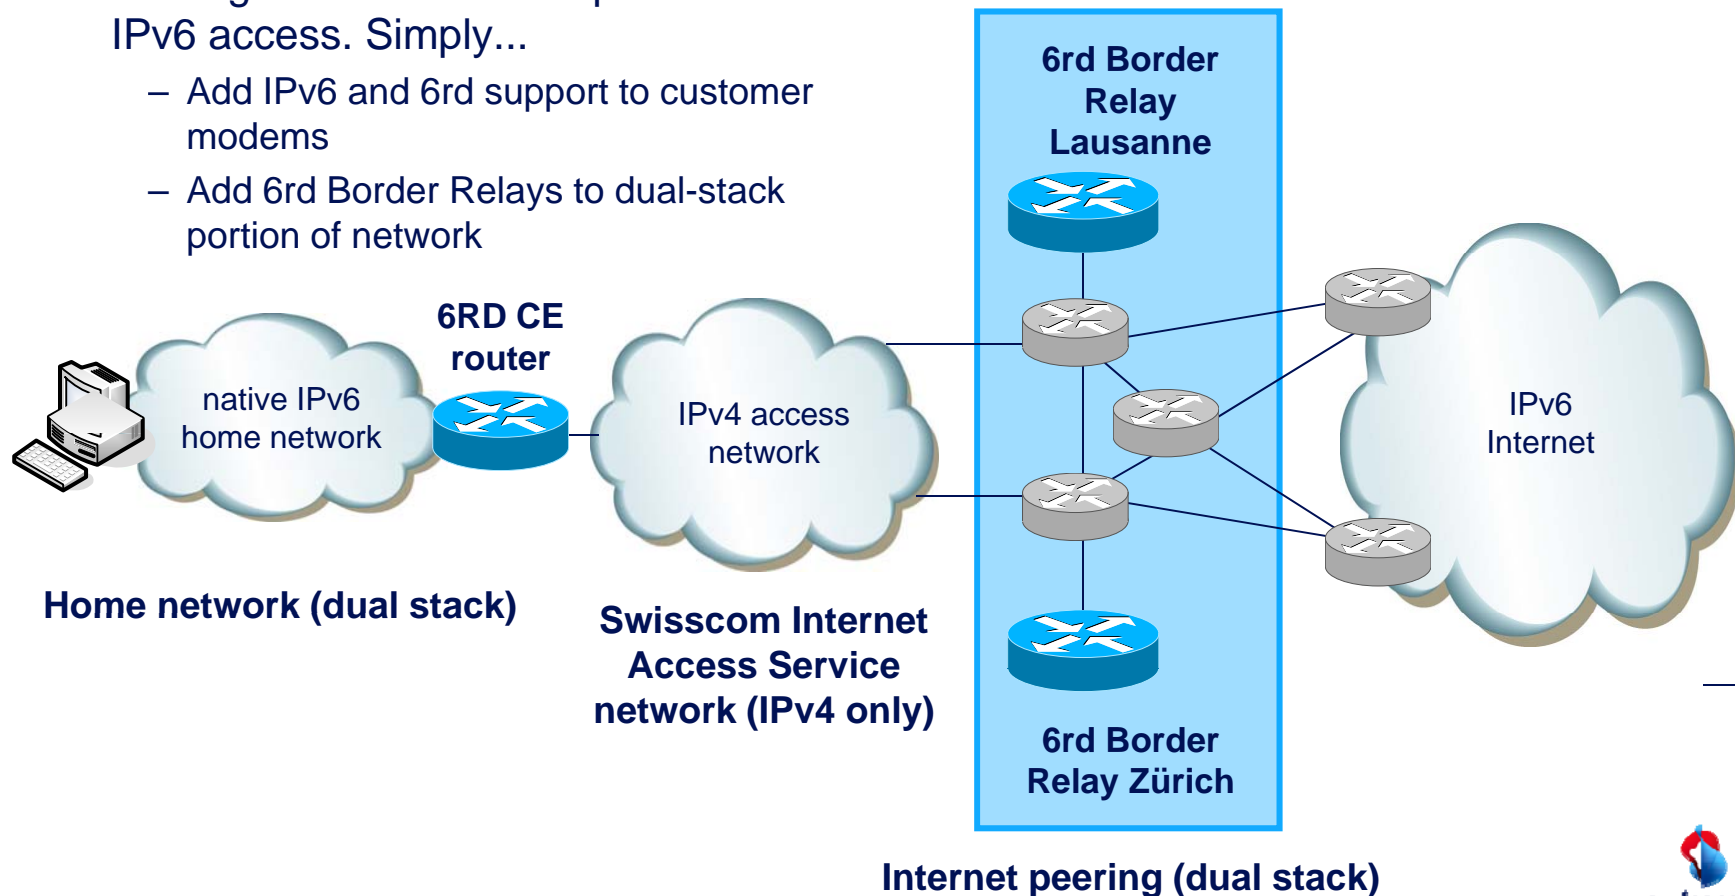 IPv6 access. Simply...
– Add IPv6 and 6rd support to customer
modems
– Add 6rd Border Relays to dual-stack
portion of network
6rd Border
Relay
Lausanne
6RD CE
router
native IPv6
home network
IPv4 access
network
IPv6
Internet
Home network (dual stack)
Swisscom Internet
Access Service
network (IPv4 only)
6rd Border
Relay Zürich
Internet peering (dual stack)